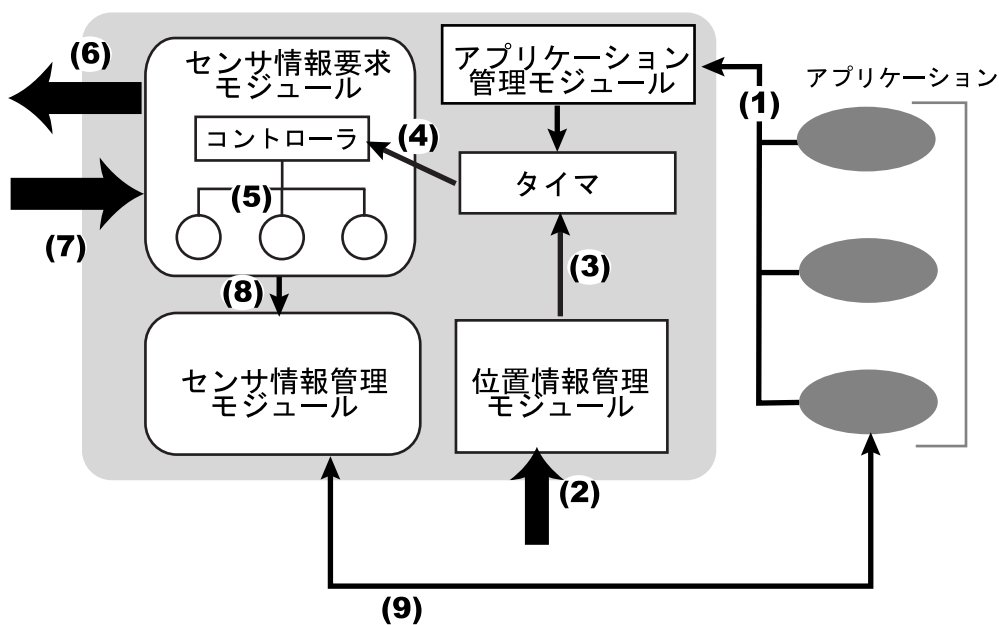 (6)
センサ情報要求
モジュール
コントローラ
(4)
(5)
(7)
(8)
アプリケーション
管理モジュール
(1)
アプリケーション
タイマ
(3)
センサ情報管理
モジュール
位置情報管理
モジュール
(2)
(9)